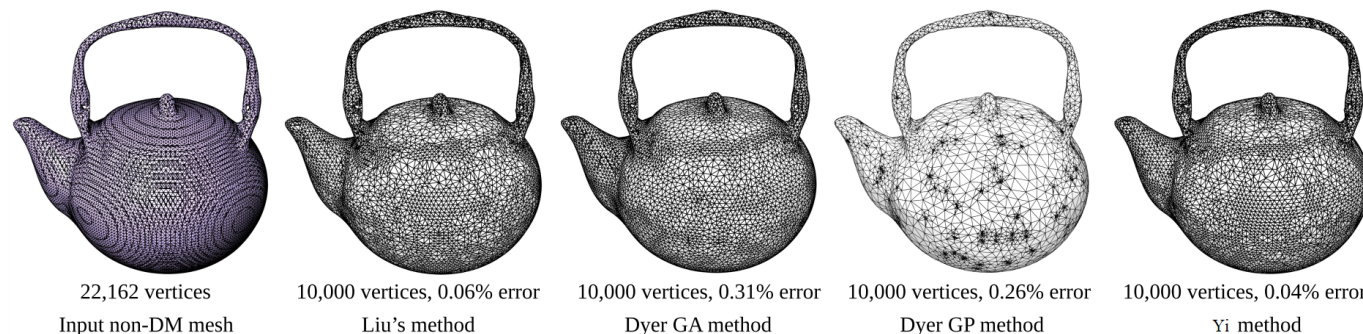 22,162 vertices
10,000 vertices, 0.06% error
10,000 vertices, 0.31% error
10,000 vertices, 0.26% error
10,000 vertices, 0.04% error
Input non-DM mesh
Liu's method
Dyer GA method
Dyer GP method
Yi method